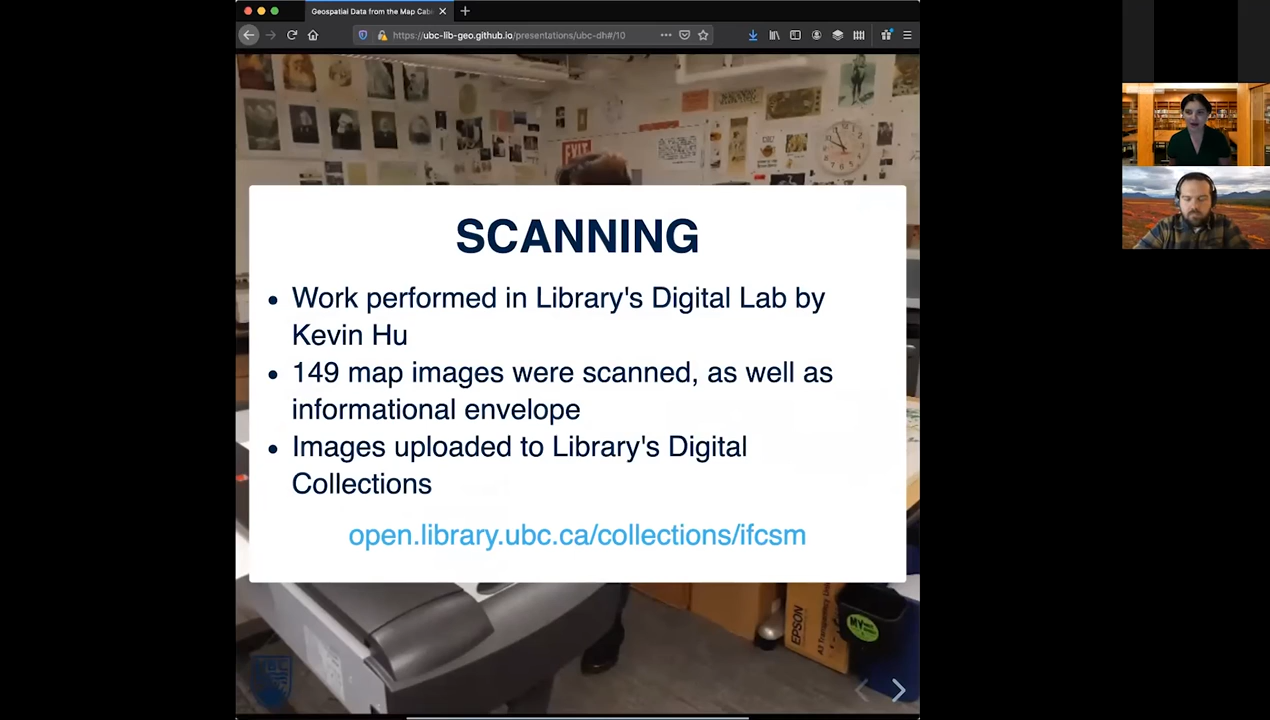 Geospatial Data from the Map Cabi
https://ubc-lib-geo.github.io/presentations/ubc-dh#/10
EXIT
SCANNING
• Work performed in Library's Digital Lab by
Kevin Hu
• 149 map images were scanned, as well as
informational envelope
• Images uploaded to Library's Digital
Collections
open.library.ubc.ca/collections/ifcsm
EPSON
UBC